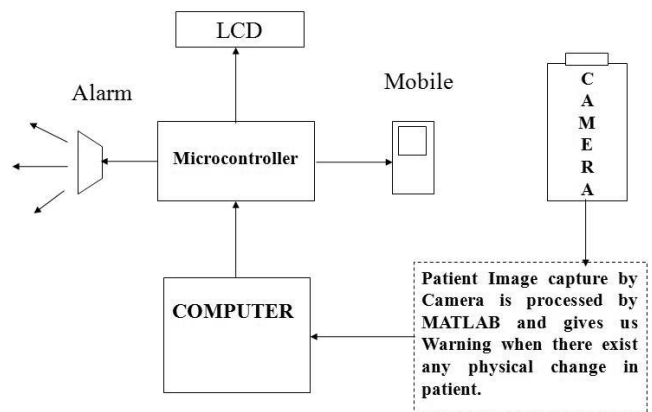 LCD
Alarm
Mobile
Microcontroller
CAMERA
COMPUTER
Patient Image capture by
Camera is processed by
MATLAB and gives us
Warning when there exist
any physical change in
patient.